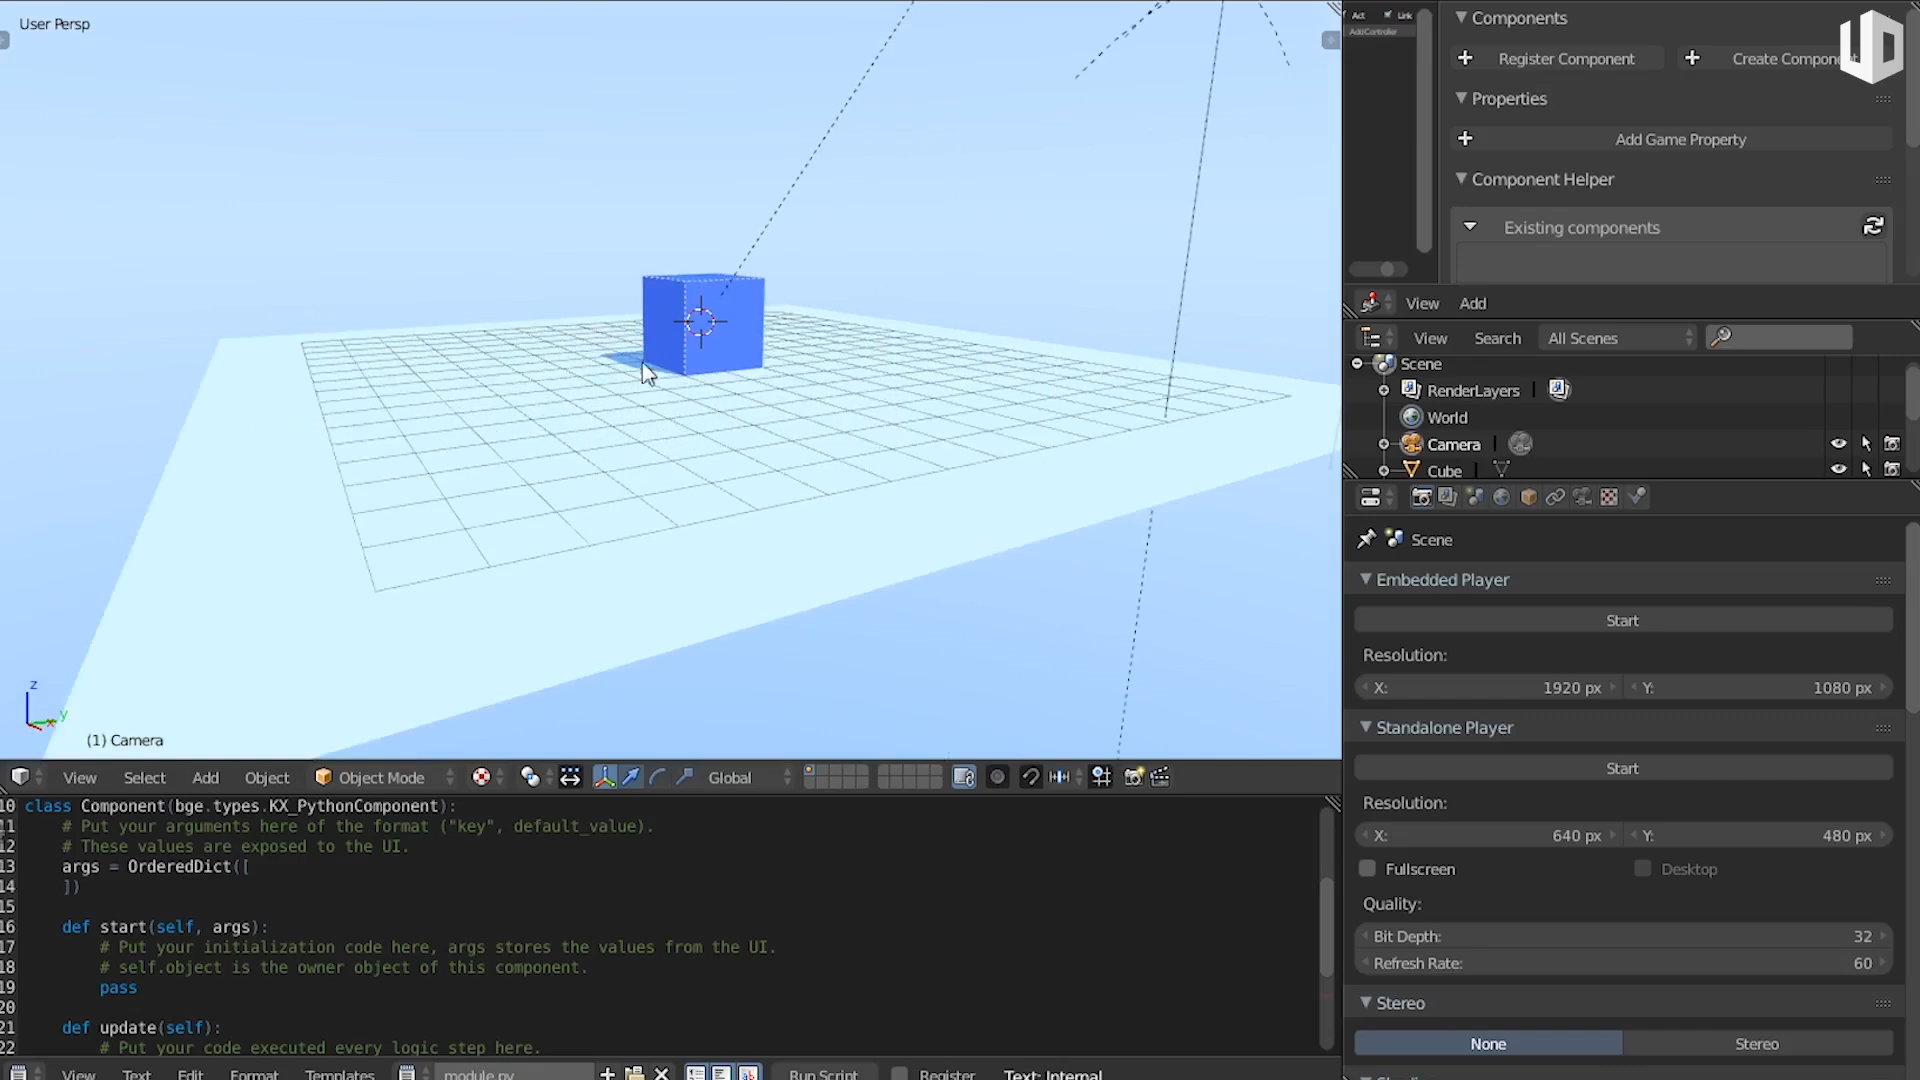 User Persp
Act Link
Add Controller
Components
Register Component
Create Compon
Properties
Add Game Property
Component Helper
Existing components
View Add
View Search All Scenes
Scene
RenderLayers
World
Camera
Cube
Scene
Embedded Player
Start
Resolution:
X: 1920 px Y: 1080 px
Standalone Player
Start
Resolution:
X: 640 px Y: 480 px
Fullscreen Desktop
Quality:
Bit Depth: 32
Refresh Rate: 60
Stereo
None Stereo
z
y
x
(1) Camera
View Select Add Object Object Mode Global
10 class Component(bge.types.KX_PythonComponent):
11 # Put your arguments here of the format ("key", default_value).
12 # These values are exposed to the UI.
13 args = OrderedDict([
14 ])
15
16 def start(self, args):
17 # Put your initialization code here, args stores the values from the UI.
18 # self.object is the owner object of this component.
19 pass
20
21 def update(self):
22 # Put your code executed every logic step here.
View Text Edit Format Templates module.py Run Script Register Text: Internal